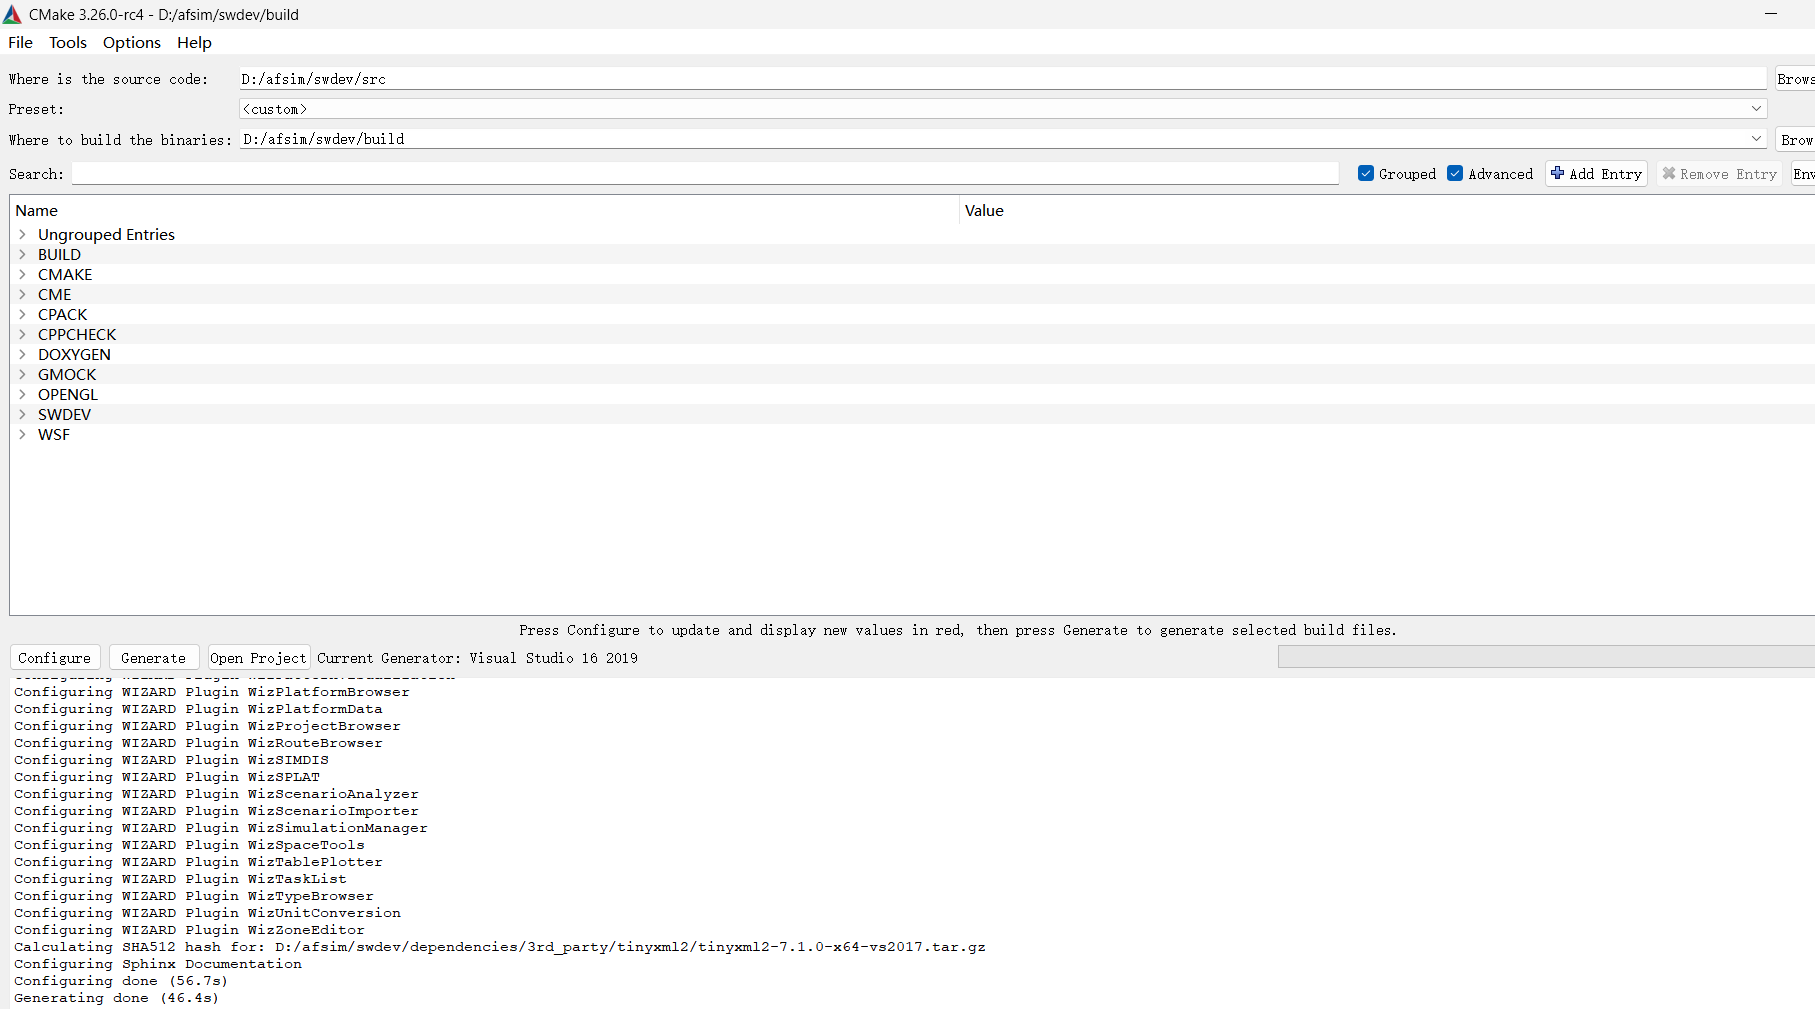 CMake 3.26.0-rc4 - D:/afsim/swdev/build
File Tools Options Help
Where is the source code: D:/afsim/swdev/src
Preset: <custom>
Where to build the binaries: D:/afsim/swdev/build
Search: Grouped Advanced Add Entry Remove Entry
Name Value
Ungrouped Entries
BUILD
CMAKE
CME
CPACK
CPPCHECK
DOXYGEN
GMOCK
OPENGL
SWDEV
WSF
Press Configure to update and display new values in red, then press Generate to generate selected build files.
Configure Generate Open Project Current Generator: Visual Studio 16 2019
Configuring WIZARD Plugin WizPlatformBrowser
Configuring WIZARD Plugin WizPlatformData
Configuring WIZARD Plugin WizProjectBrowser
Configuring WIZARD Plugin WizRouteBrowser
Configuring WIZARD Plugin WizSIMDIS
Configuring WIZARD Plugin WizSPLAT
Configuring WIZARD Plugin WizScenarioAnalyzer
Configuring WIZARD Plugin WizScenarioImporter
Configuring WIZARD Plugin WizSimulationManager
Configuring WIZARD Plugin WizSpaceTools
Configuring WIZARD Plugin WizTablePlotter
Configuring WIZARD Plugin WizTaskList
Configuring WIZARD Plugin WizTypeBrowser
Configuring WIZARD Plugin WizUnitConversion
Configuring WIZARD Plugin WizZoneEditor
Calculating SHA512 hash for: D:/afsim/swdev/dependencies/3rd_party/tinyxml2/tinyxml2-7.1.0-x64-vs2017.tar.gz
Configuring Sphinx Documentation
Configuring done (56.7s)
Generating done (46.4s)